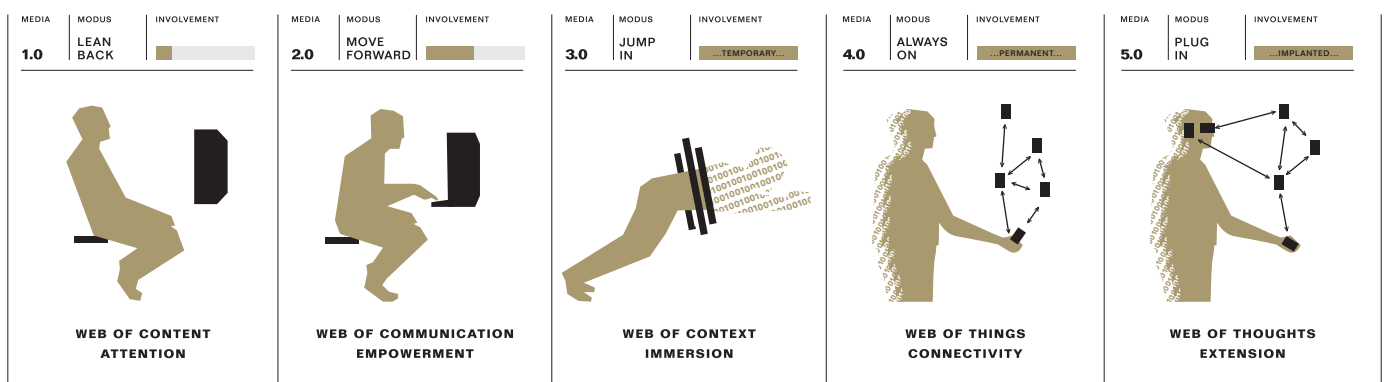 MEDIA MODUS INVOLVEMENT
1.0 LEAN
BACK
WEB OF CONTENT
ATTENTION
MEDIA MODUS INVOLVEMENT
2.0 MOVE
FORWARD
WEB OF COMMUNICATION
EMPOWERMENT
MEDIA MODUS INVOLVEMENT
3.0 JUMP
IN
...TEMPORARY...
WEB OF CONTEXT
IMMERSION
MEDIA MODUS INVOLVEMENT
4.0 ALWAYS
ON
...PERMANENT...
WEB OF THINGS
CONNECTIVITY
MEDIA MODUS INVOLVEMENT
5.0 PLUG
IN
...IMPLANTED...
WEB OF THOUGHTS
EXTENSION